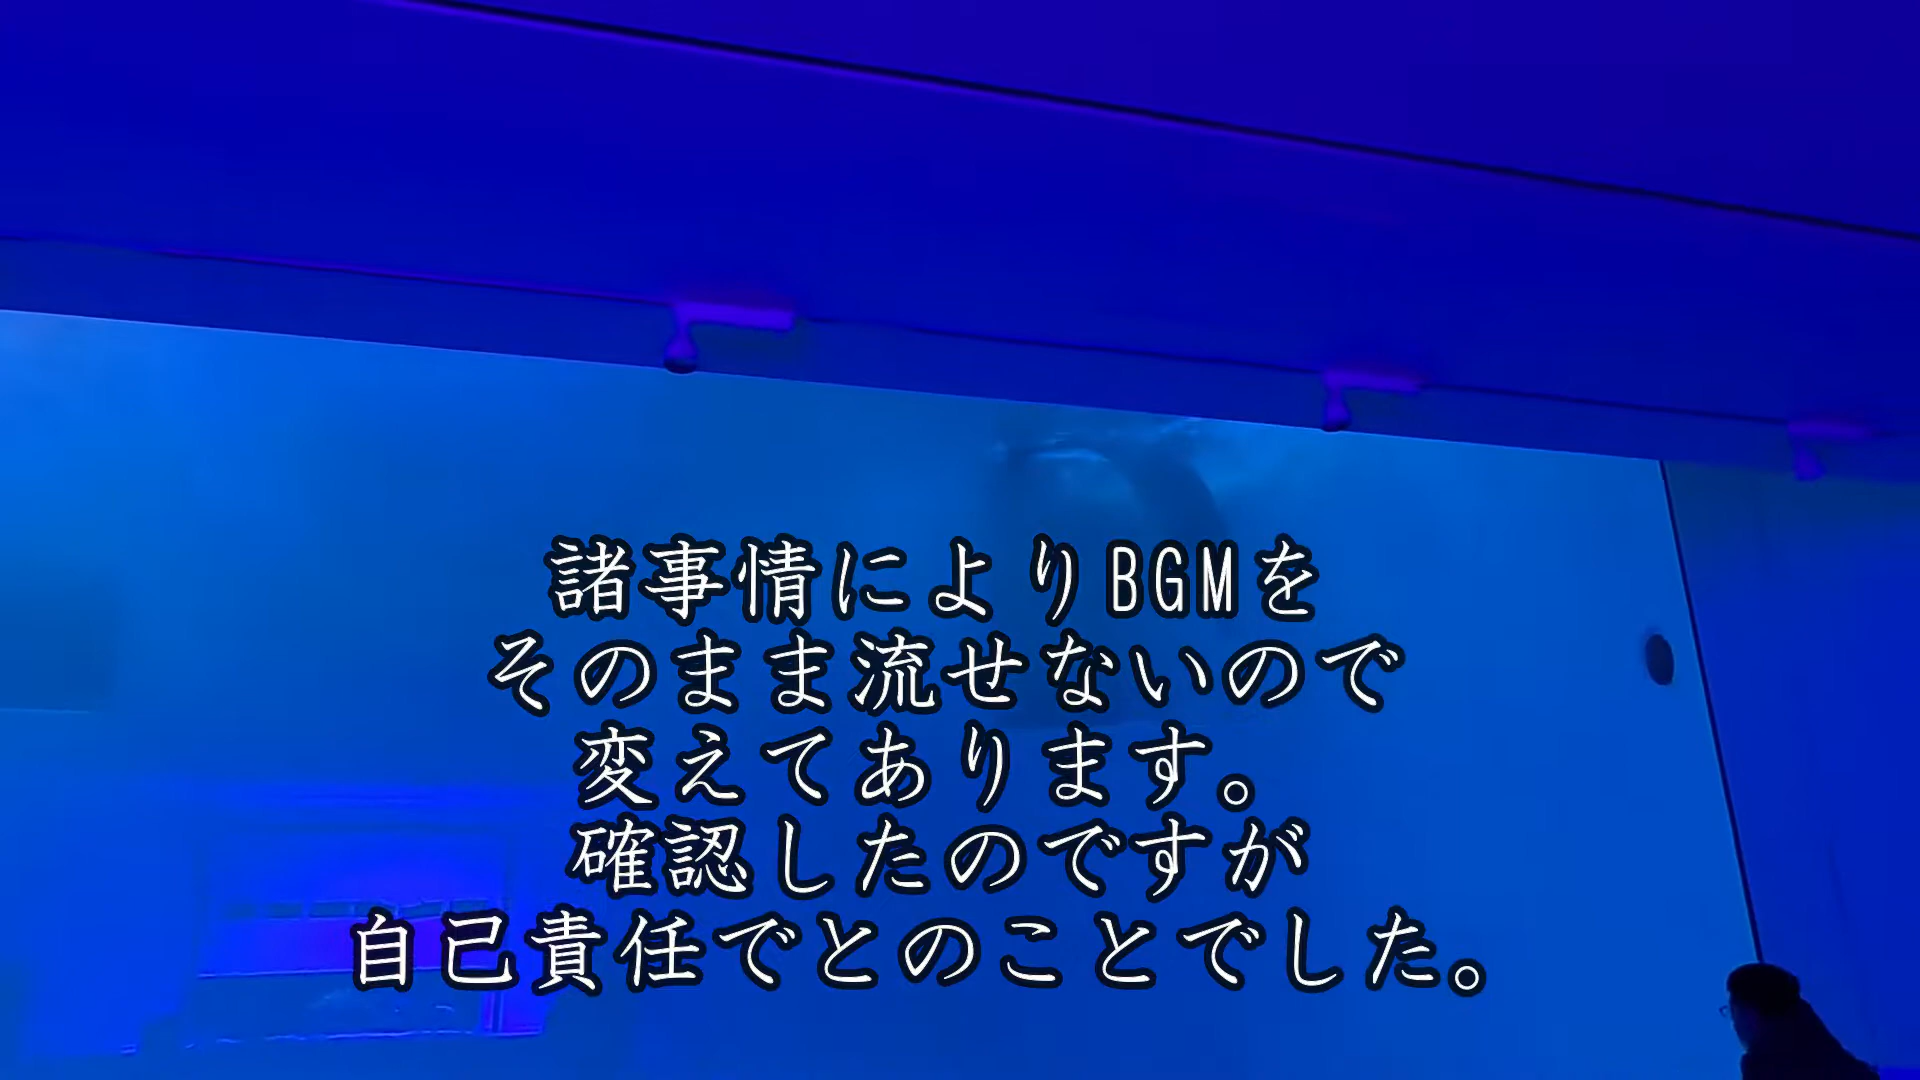 諸事情によりBGMを
そのまま流せないので
変えてあります。
確認したのですが
自己責任でとのことでした。